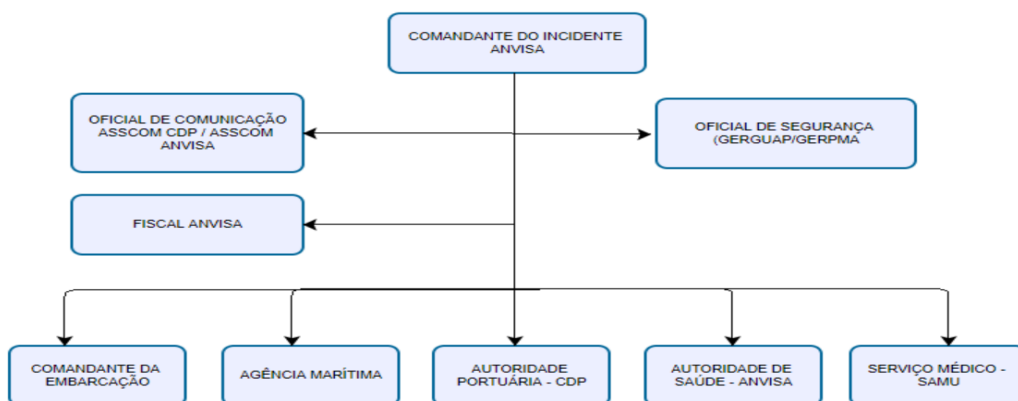 COMANDANTE DO INCIDENTE
ANVISA
OFICIAL DE COMUNICAÇÃO
ASSCOM CDP / ASSCOM
ANVISA
OFICIAL DE SEGURANÇA
(GERGUAP/GERPMA
FISCAL ANVISA
COMANDANTE DA
EMBARCAÇÃO
AGÊNCIA MARÍTIMA
AUTORIDADE
PORTUÁRIA - CDP
AUTORIDADE DE
SAÚDE - ANVISA
SERVIÇO MÉDICO -
SAMU